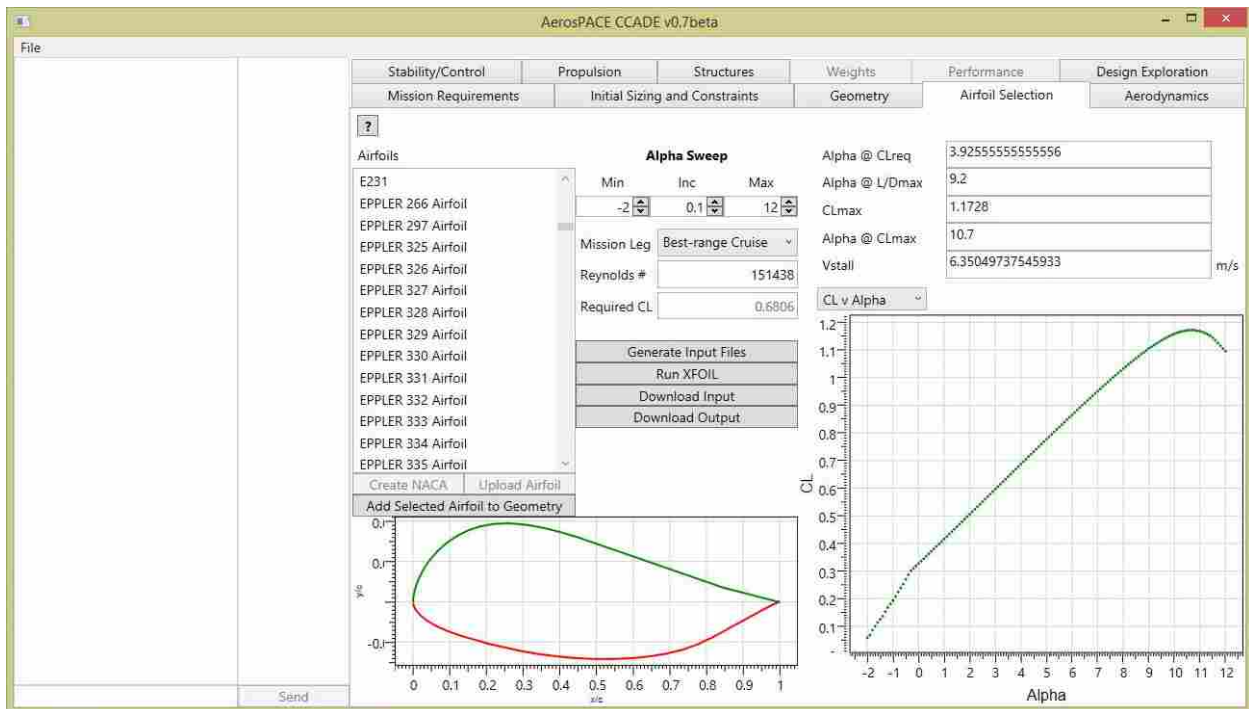 AerosPACE CCADE v0.7beta
File
Stability/Control Propulsion Structures Weights Performance Design Exploration
Mission Requirements Initial Sizing and Constraints Geometry Airfoil Selection Aerodynamics
?
Airfoils
E231
EPPLER 266 Airfoil
EPPLER 297 Airfoil
EPPLER 325 Airfoil
EPPLER 326 Airfoil
EPPLER 327 Airfoil
EPPLER 328 Airfoil
EPPLER 329 Airfoil
EPPLER 330 Airfoil
EPPLER 331 Airfoil
EPPLER 332 Airfoil
EPPLER 333 Airfoil
EPPLER 334 Airfoil
EPPLER 335 Airfoil
Create NACA Upload Airfoil
Add Selected Airfoil to Geometry
Alpha Sweep
Min Inc Max
-2 0.1 12
Mission Leg Best-range Cruise
Reynolds # 151438
Required CL 0.6806
Generate Input Files
Run XFOIL
Download Input
Download Output
Alpha @ CLreq 3.92555555555556
Alpha @ L/Dmax 9.2
CLmax 1.1728
Alpha @ CLmax 10.7
Vstall 6.35049737545933 m/s
CL v Alpha
1.2
1.1
1
0.9
0.8
0.7
0.6
0.5
0.4
0.3
0.2
0.1
CL
-2 -1 0 1 2 3 4 5 6 7 8 9 10 11 12
Alpha
y/c
0 0.1 0.2 0.3 0.4 0.5 0.6 0.7 0.8 0.9 1
x/c
Send